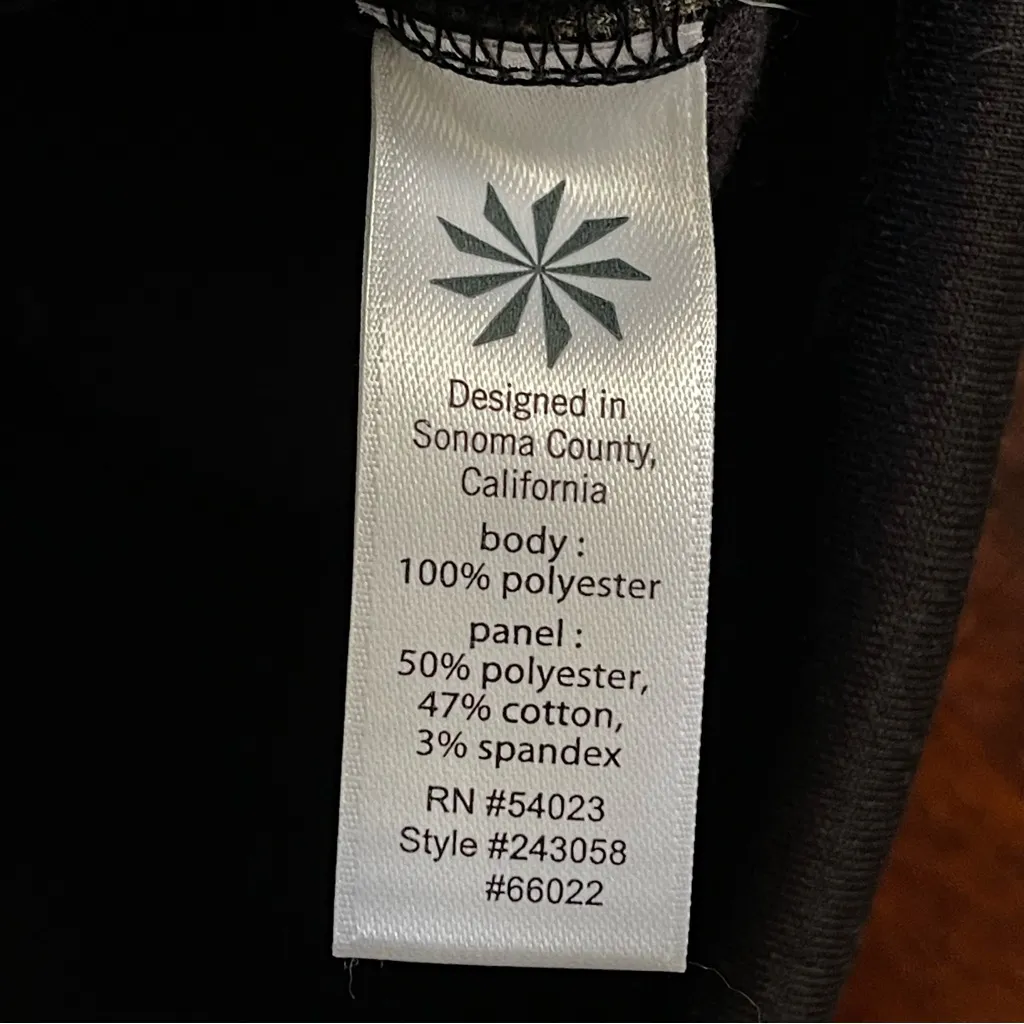 Designed in
Sonoma County,
California
body :
100% polyester
panel :
50% polyester,
47% cotton,
3% spandex
RN #54023
Style #243058
#66022